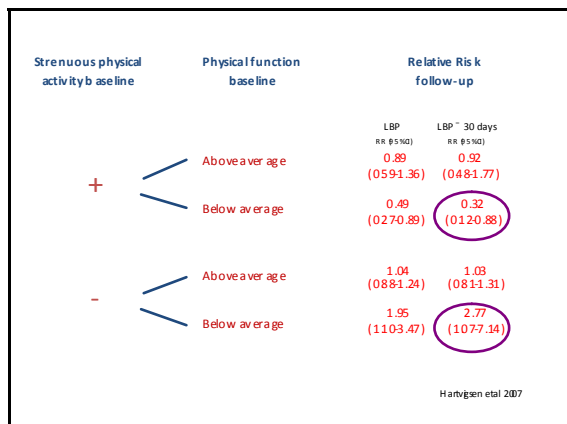 Strenuous physical Physical function Relative Risk
activity b aseline baseline follow-up
LBP LBP ‾ 30 days
RR (95%CI) RR (95%CI)
Above average 0.89 0.92
(0.59-1.36) (0.48-1.77)
+
Below average 0.49 0.32
(0.27-0.89) (0.12-0.88)
Above average 1.04 1.03
(0.88-1.24) (0.81-1.31)
-
Below average 1.95 2.77
(1.10-3.47) (1.07-7.14)
Hartvigsen et al 2007